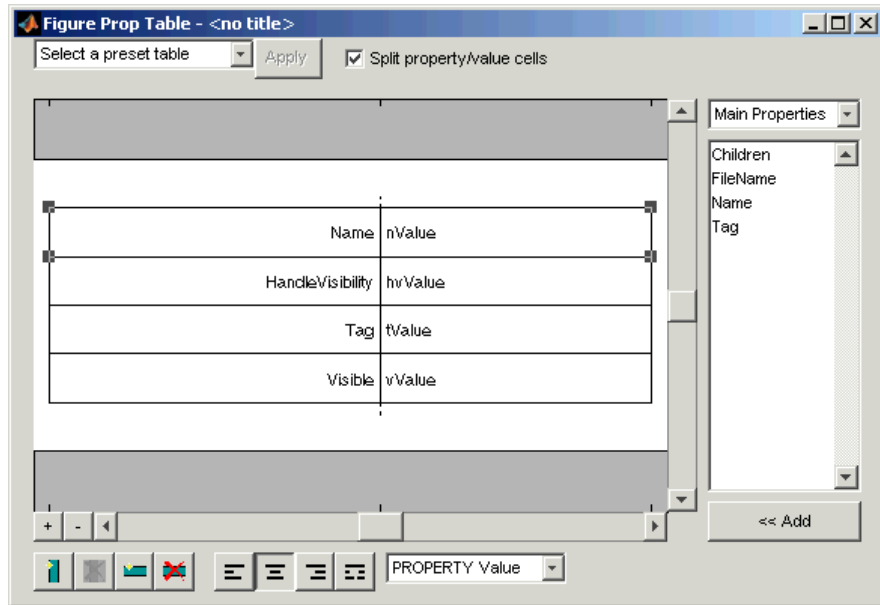 Figure Prop Table - <no title>
Select a preset table
Apply
Split property/value cells
Main Properties
Children
FileName
Name
Tag
Name nValue
HandleVisibility hvValue
Tag tValue
Visible vValue
+ -
<< Add
PROPERTY Value